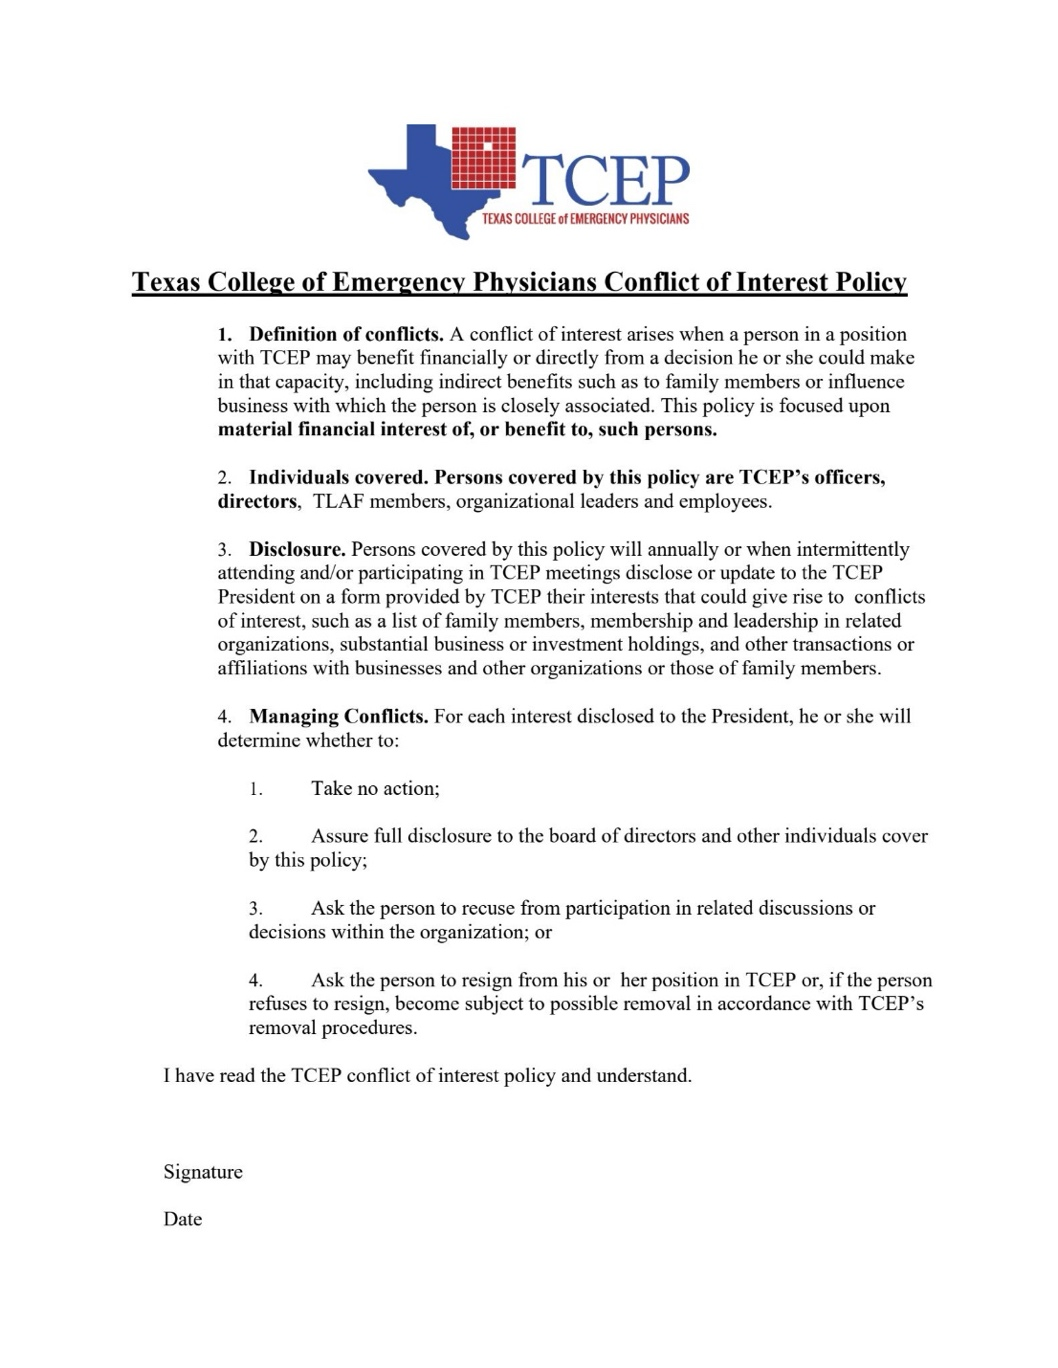 TCEP
TEXAS COLLEGE of EMERGENCY PHYSICIANS
Texas College of Emergency Physicians Conflict of Interest Policy
1. Definition of conflicts. A conflict of interest arises when a person in a position
with TCEP may benefit financially or directly from a decision he or she could make
in that capacity, including indirect benefits such as to family members or influence
business with which the person is closely associated. This policy is focused upon
material financial interest of, or benefit to, such persons.
2. Individuals covered. Persons covered by this policy are TCEP’s officers,
directors, TLAF members, organizational leaders and employees.
3. Disclosure. Persons covered by this policy will annually or when intermittently
attending and/or participating in TCEP meetings disclose or update to the TCEP
President on a form provided by TCEP their interests that could give rise to conflicts
of interest, such as a list of family members, membership and leadership in related
organizations, substantial business or investment holdings, and other transactions or
affiliations with businesses and other organizations or those of family members.
4. Managing Conflicts. For each interest disclosed to the President, he or she will
determine whether to:
1. Take no action;
2. Assure full disclosure to the board of directors and other individuals cover
by this policy;
3. Ask the person to recuse from participation in related discussions or
decisions within the organization; or
4. Ask the person to resign from his or her position in TCEP or, if the person
refuses to resign, become subject to possible removal in accordance with TCEP’s
removal procedures.
I have read the TCEP conflict of interest policy and understand.
Signature
Date